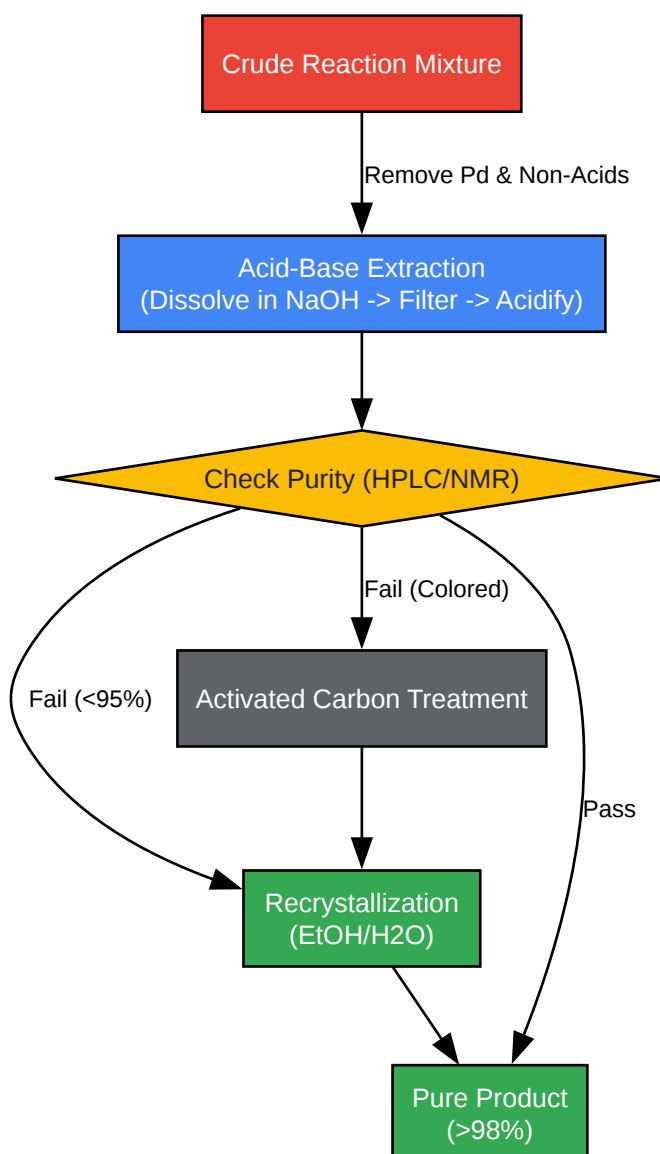 Crude Reaction Mixture
Remove Pd & Non-Acids
Acid-Base Extraction
(Dissolve in NaOH -> Filter -> Acidify)
Check Purity (HPLC/NMR)
Fail (Colored)
Fail (<95%)
Activated Carbon Treatment
Pass
Recrystallization
(EtOH/H2O)
Pure Product
(>98%)